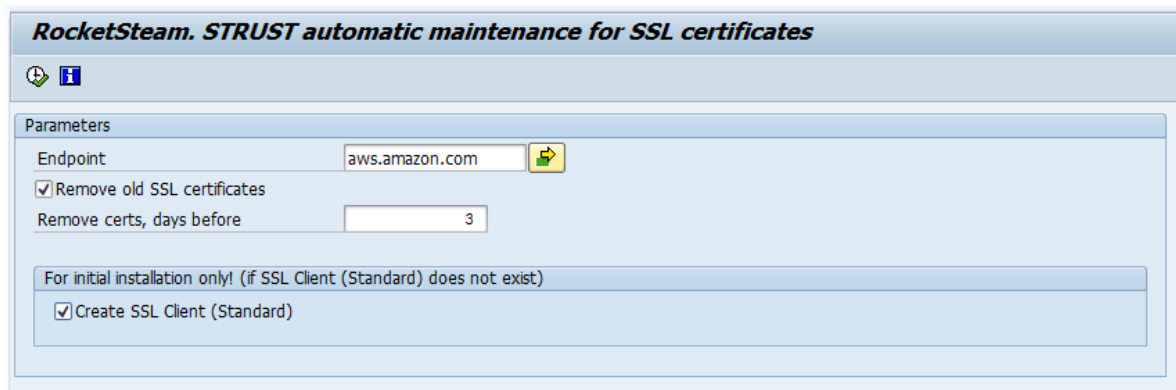 RocketSteam. STRUST automatic maintenance for SSL certificates
Parameters
Endpoint aws.amazon.com
Remove old SSL certificates
Remove certs, days before 3
For initial installation only! (if SSL Client (Standard) does not exist)
Create SSL Client (Standard)